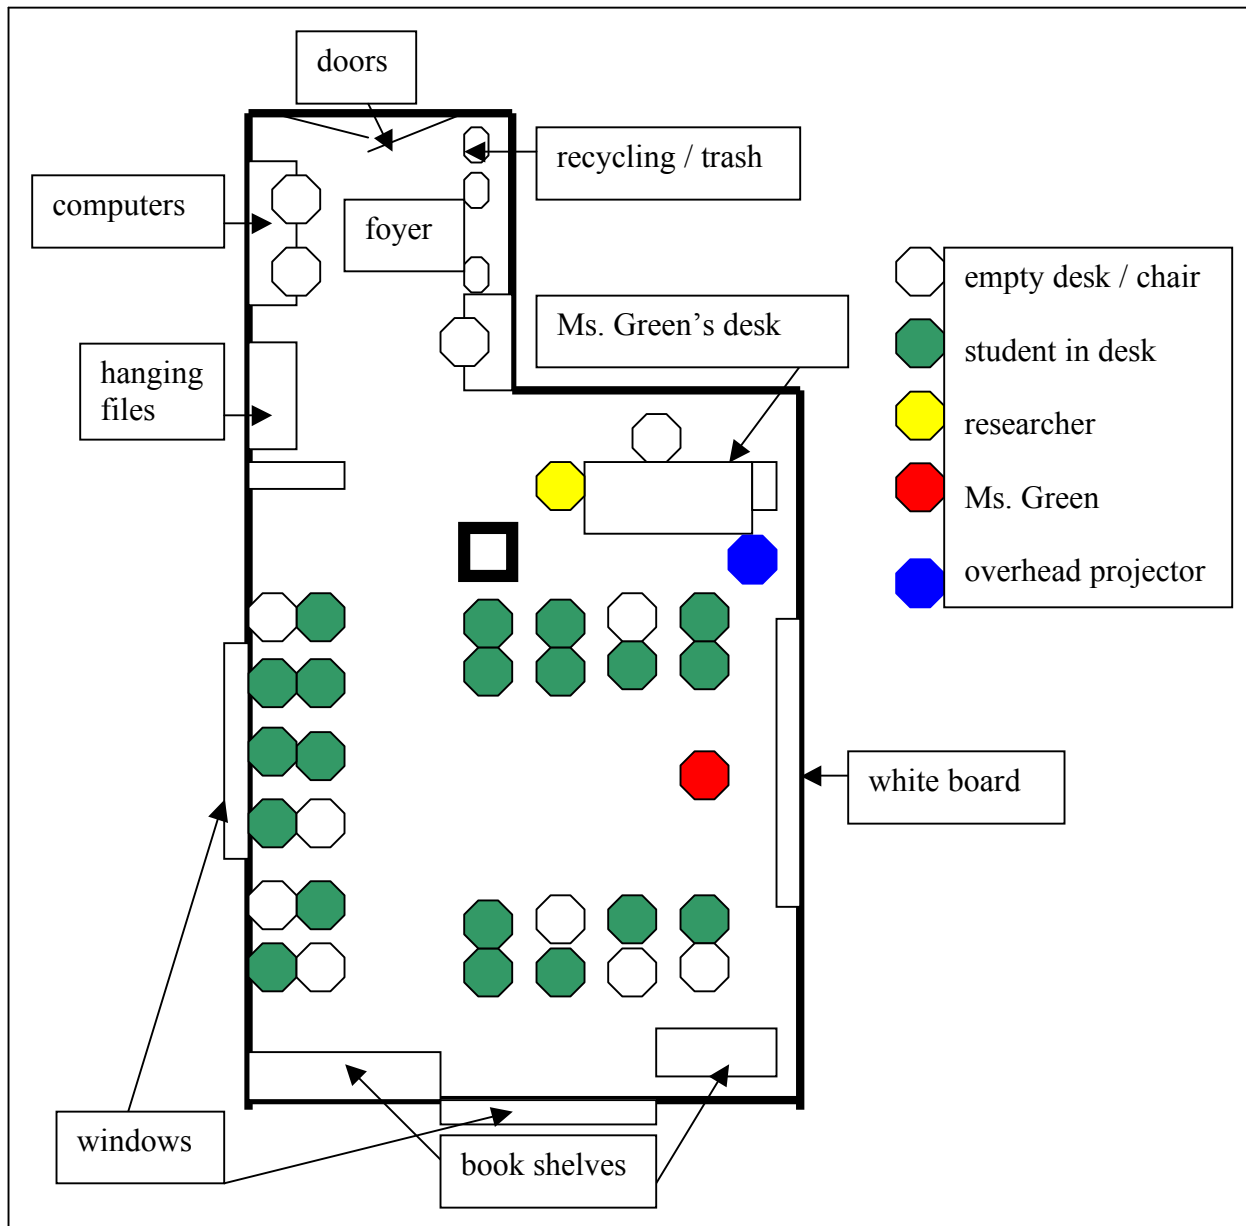 doors
recycling / trash
computers
foyer
empty desk / chair
Ms. Green’s desk
student in desk
hanging
files
researcher
Ms. Green
overhead projector
white board
windows
book shelves